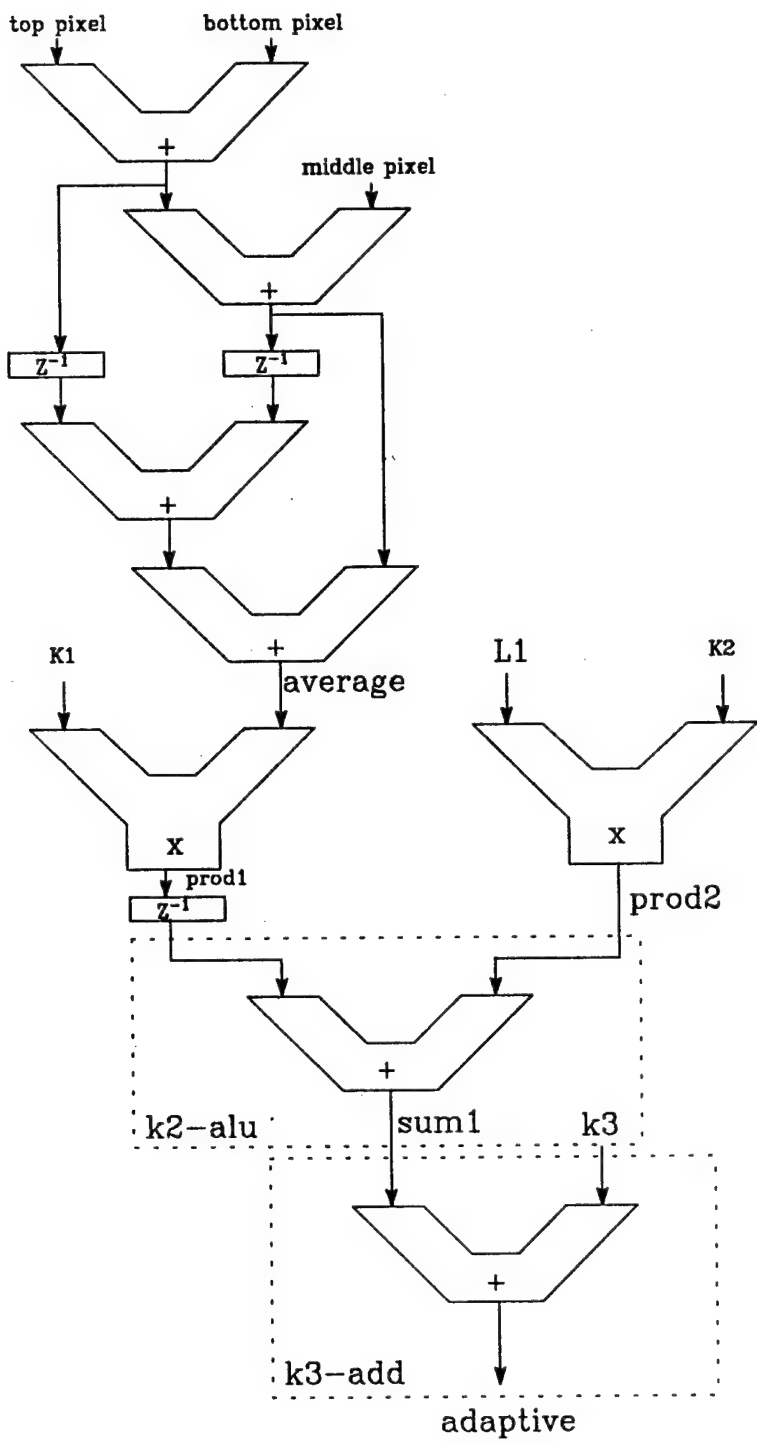 top pixel bottom pixel
+
middle pixel
+
Z-1 Z-1
+
+
K1 average L1 K2
X X
prod1
Z-1 prod2
+
k2-alu sum1 k3
+
k3-add
adaptive